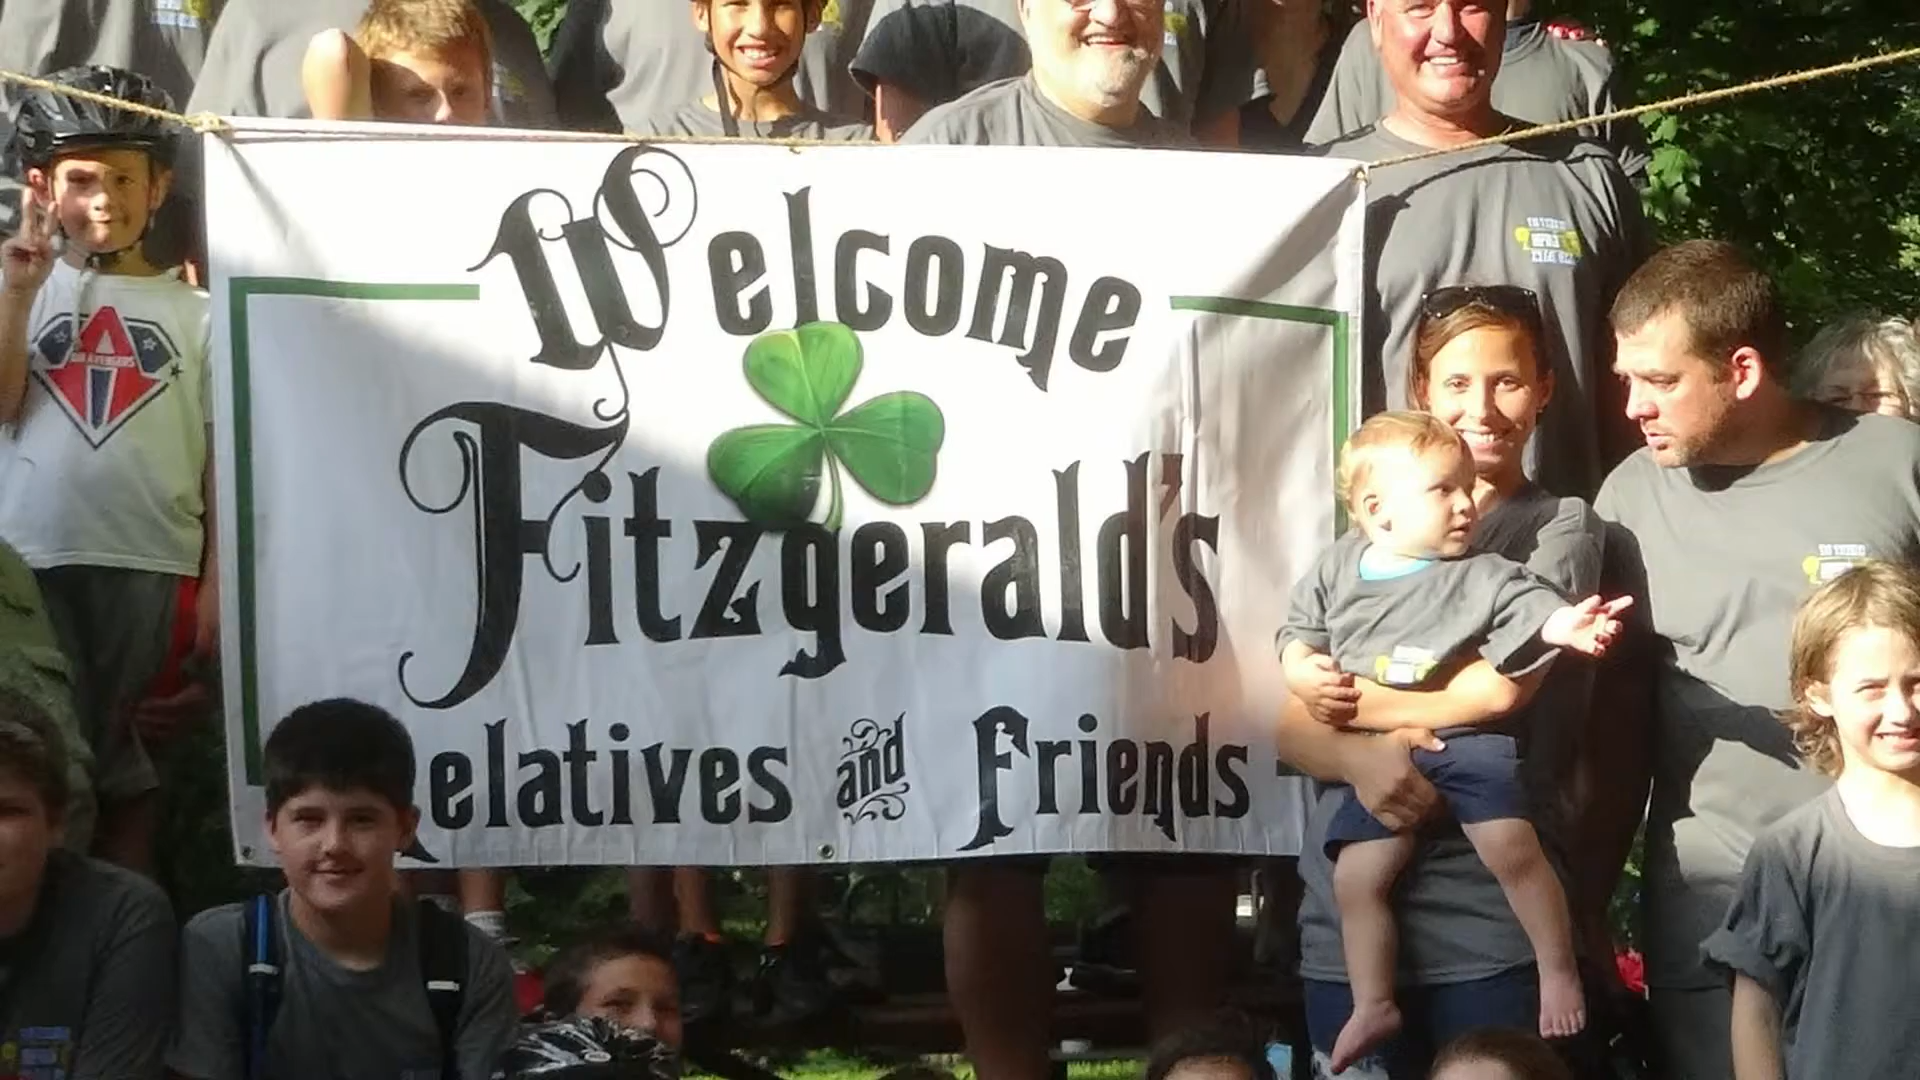 Welcome
Fitzgerald's
elatives and Friends